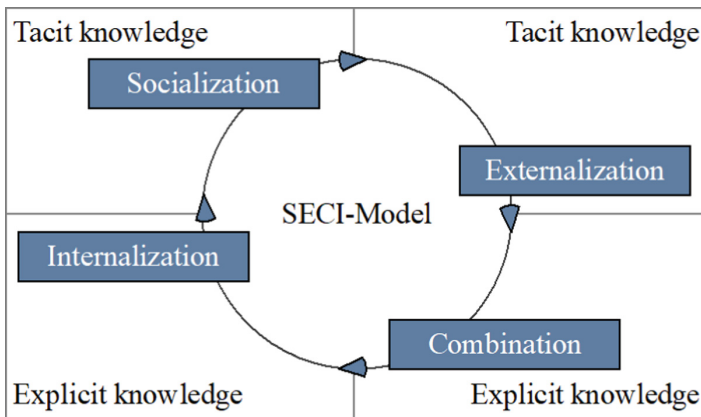 Tacit knowledge
Tacit knowledge
Socialization
Externalization
SECI-Model
Internalization
Combination
Explicit knowledge
Explicit knowledge